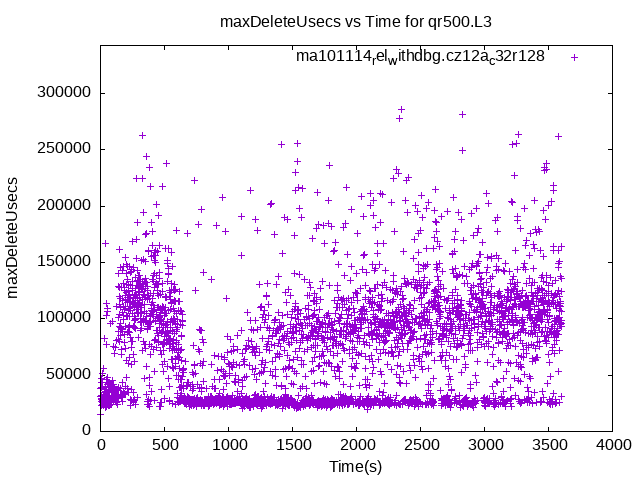 maxDeleteUsecs vs Time for qr500.L3
ma101114relwithdbg.cz12ac32r128
300000
250000
200000
150000
100000
50000
0
maxDeleteUsecs
0 500 1000 1500 2000 2500 3000 3500 4000
Time(s)